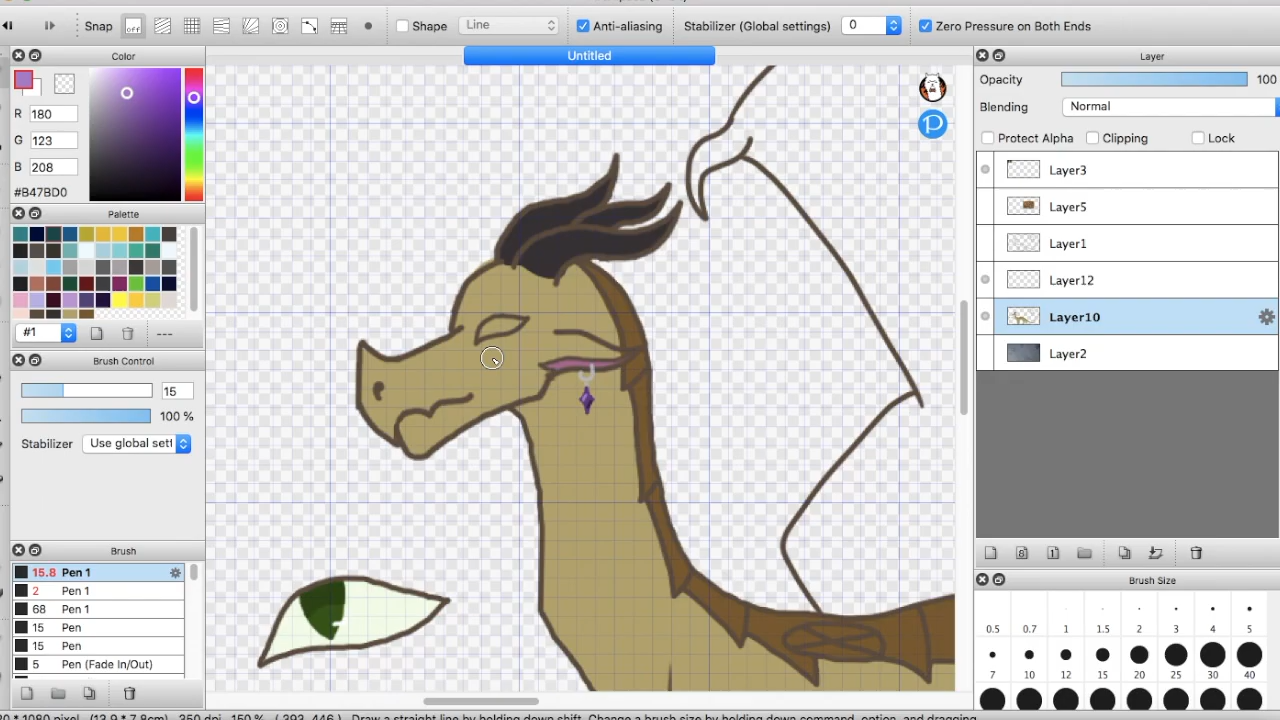 Snap off Shape Line Anti-aliasing Stabilizer (Global settings) 0 Zero Pressure on Both Ends
Color
Untitled
Layer
R 180
G 123
B 208
#B47BD0
Palette
#1
---
Brush Control
15
100 %
Stabilizer Use global sett
Brush
15.8 Pen 1
2 Pen 1
68 Pen 1
15 Pen
15 Pen
5 Pen (Fade In/Out)
Opacity 100
Blending Normal
Protect Alpha Clipping Lock
Layer3
Layer5
Layer1
Layer12
Layer10
Layer2
8 1
Brush Size
0.5 0.7 1 1.5 2 3 4 5
7 10 12 15 20 25 30 40
1080 pixel (13.9 * 7.8cm) 350 dpi 150 % ( 393, 446 ) Draw a straight line by holding down shift, Change a brush size by holding down command, option, and dragging